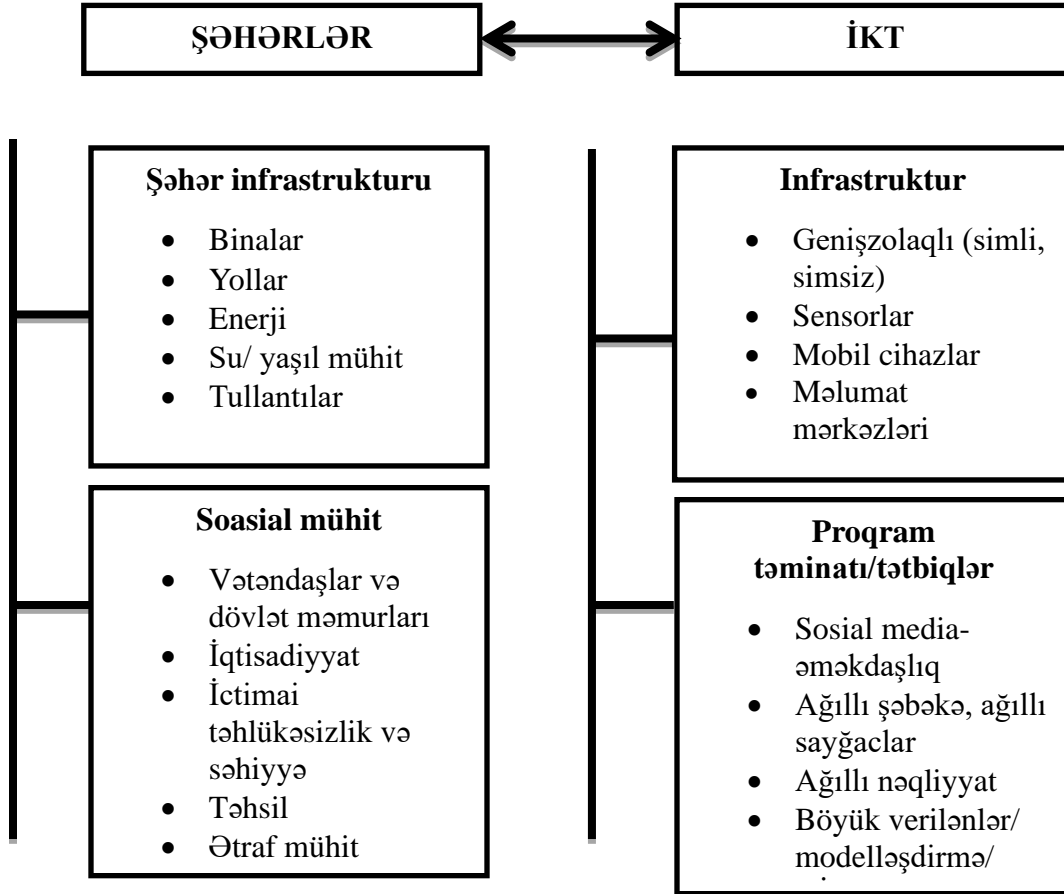 ŞƏHƏRLƏR
İKT
Şəhər infrastrukturu
• Binalar
• Yollar
• Enerji
• Su/ yaşıl mühit
• Tullantılar
Soasial mühit
• Vətəndaşlar və
dövlət məmurları
• İqtisadiyyat
• İctimai
təhlükəsizlik və
səhiyyə
• Təhsil
• Ətraf mühit
Infrastruktur
• Genişzolaqlı (simli,
simsiz)
• Sensorlar
• Mobil cihazlar
• Məlumat
mərkəzləri
Proqram
təminatı/tətbiqlər
• Sosial media-
əməkdaşlıq
• Ağıllı şəbəkə, ağıllı
sayğaclar
• Ağıllı nəqliyyat
• Böyük verilənlər/
modelləşdirmə/